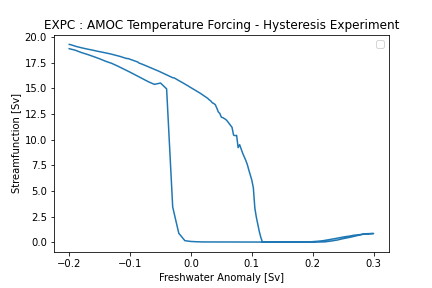 EXPC : AMOC Temperature Forcing - Hysteresis Experiment
20.0
17.5
15.0
12.5
10.0
7.5
5.0
2.5
0.0
Streamfunction [Sv]
−0.2 −0.1 0.0 0.1 0.2 0.3
Freshwater Anomaly [Sv]